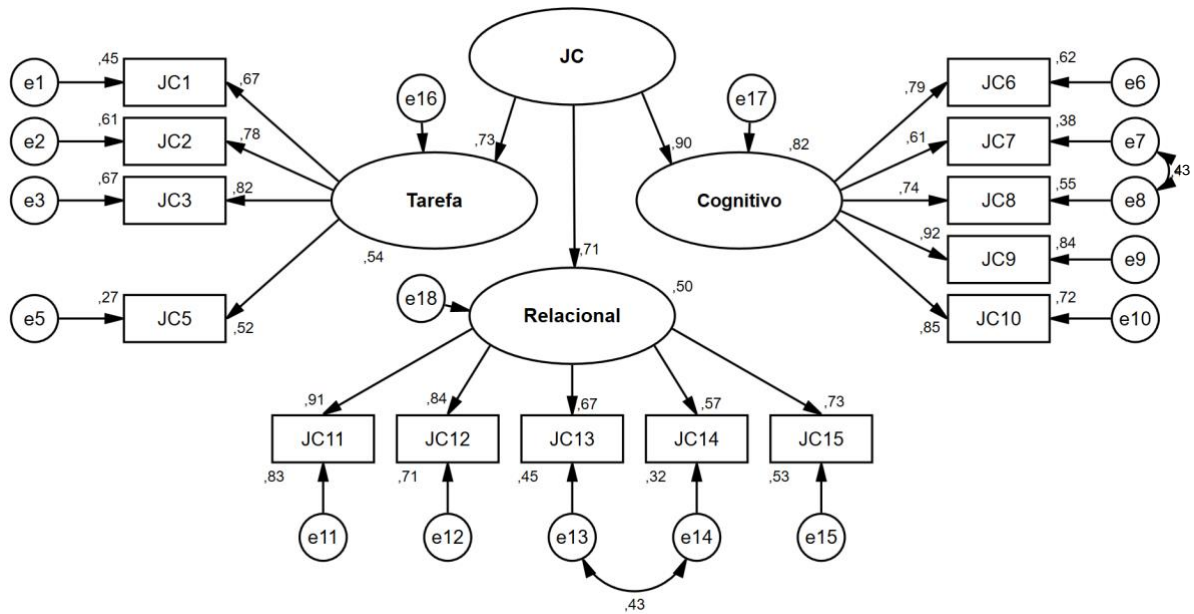 JC
e1
,45
JC1
,67
e2
,61
JC2
,78
e3
,67
JC3
,82
e5
,27
JC5
,52
e16
,73
Tarefa
,54
e17
,90
,82
Cognitivo
,79
JC6
,62
e6
,61
JC7
,38
e7
,74
JC8
,55
e8
,43
,92
JC9
,84
e9
,85
JC10
,72
e10
,71
e18
Relacional
,50
,91
,84
,67
,57
,73
JC11
JC12
JC13
JC14
JC15
,83
,71
,45
,32
,53
e11
e12
e13
e14
e15
,43